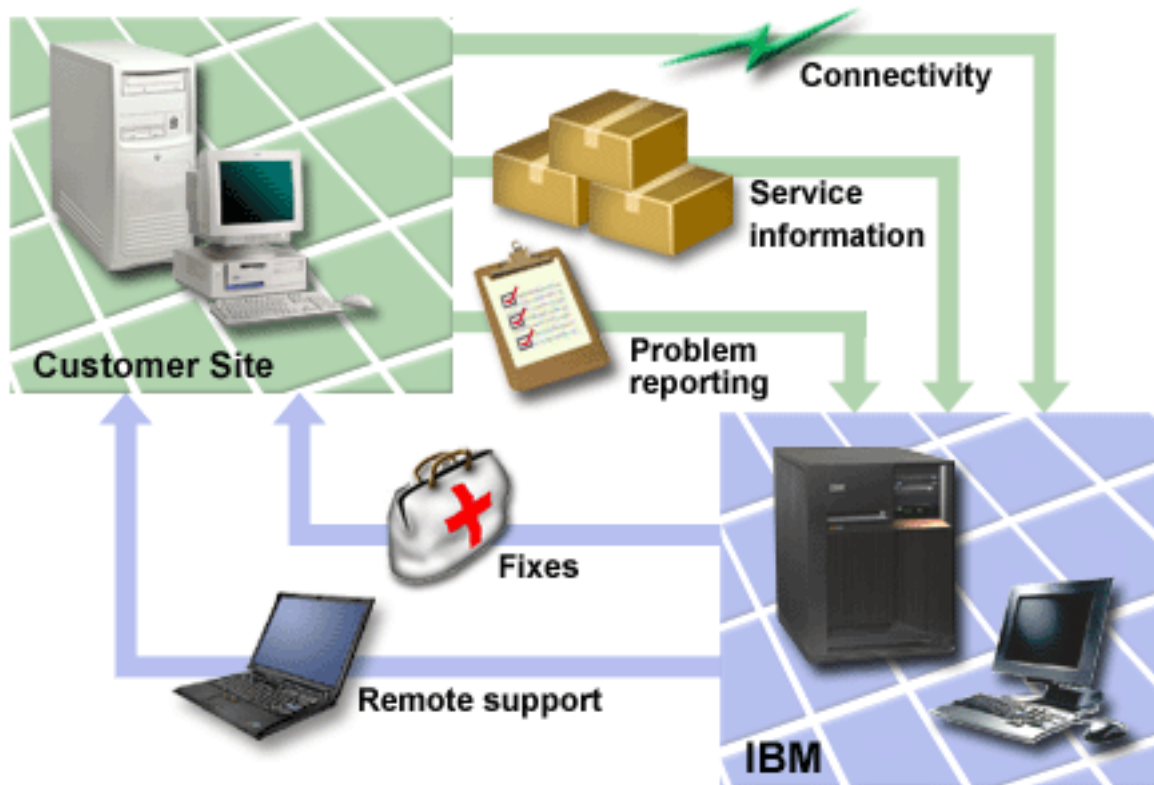 Connectivity
Service
information
Problem
reporting
Customer Site
Fixes
Remote support
IBM